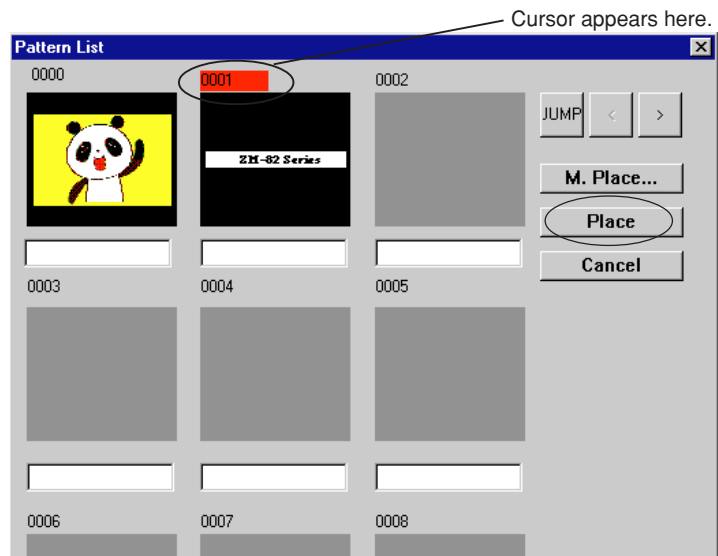 Cursor appears here.
Pattern List
0000
0001
0002
JUMP < >
ZM-82 Series
M. Place...
Place
Cancel
0003
0004
0005
0006
0007
0008